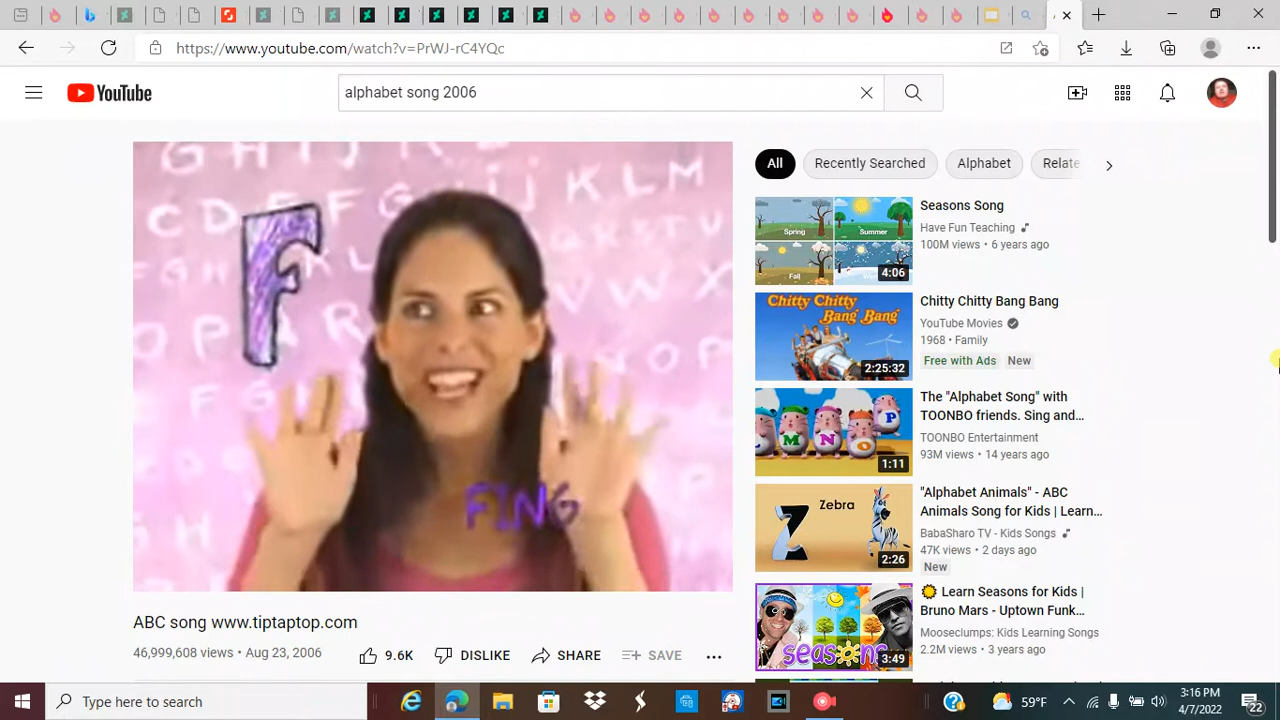 https://www.youtube.com/watch?v=PrWJ-rC4YQc
YouTube
alphabet song 2006
All
Recently Searched
Alphabet
Relate
G H I J K L
C D E F G H I J K L M
F
FING
ABC song www.tiptaptop.com
46,999,608 views • Aug 23, 2006
9.6K
DISLIKE
SHARE
SAVE
Spring
Summer
Fall
4:06
Seasons Song
Have Fun Teaching
100M views • 6 years ago
Chitty Chitty
Bang Bang
2:25:32
Chitty Chitty Bang Bang
YouTube Movies
1968 • Family
Free with Ads
New
L M N O P
1:11
The "Alphabet Song" with
TOONBO friends. Sing and...
TOONBO Entertainment
93M views • 14 years ago
Z
Zebra
2:26
"Alphabet Animals" - ABC
Animals Song for Kids | Learn...
BabaSharo TV - Kids Songs
47K views • 2 days ago
New
seasons
3:49
Learn Seasons for Kids |
Bruno Mars - Uptown Funk...
Mooseclumps: Kids Learning Songs
2.2M views • 3 years ago
Type here to search
59°F
3:16 PM
4/7/2022
22